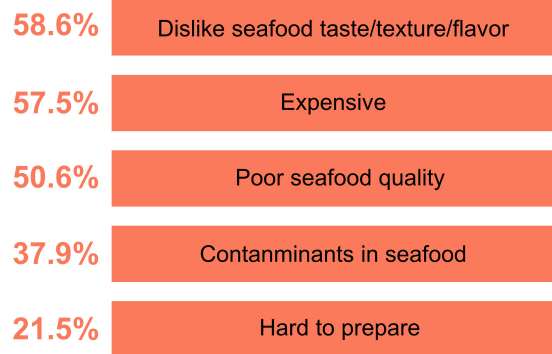 58.6% Dislike seafood taste/texture/flavor
57.5% Expensive
50.6% Poor seafood quality
37.9% Contanminants in seafood
21.5% Hard to prepare